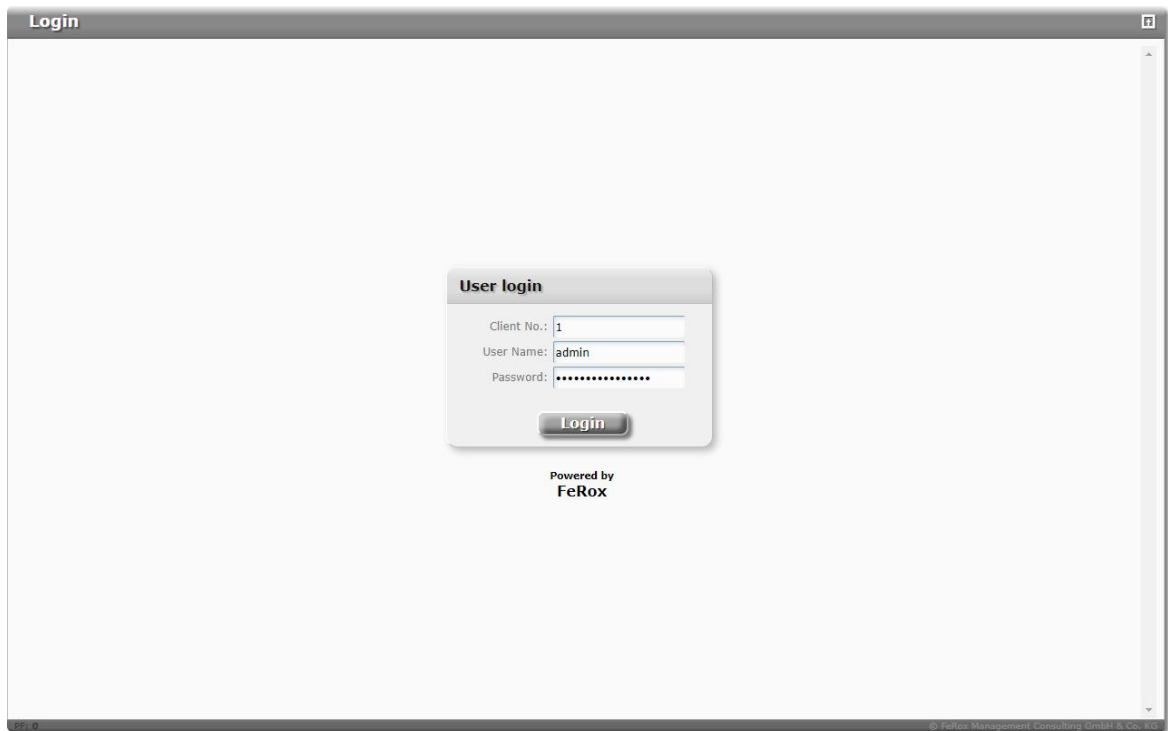 Login
User login
Client No.: 1
User Name: admin
Password: ••••••••••••••••
Login
Powered by
FeRox
PF: 0
© FeRox Management Consulting GmbH & Co. KG